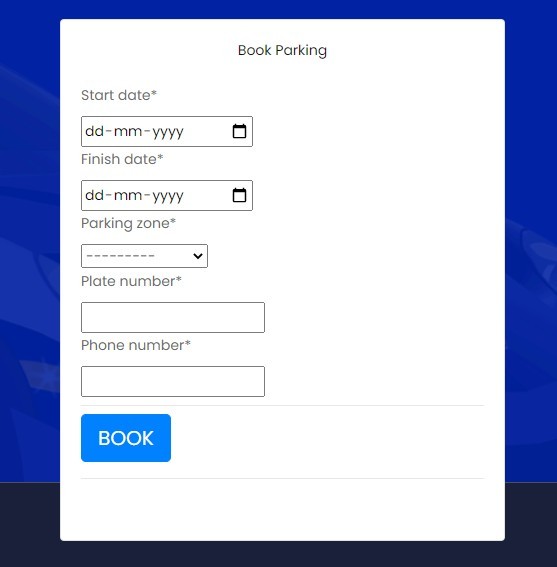 Book Parking
Start date*
dd-mm-yyyy
Finish date*
dd-mm-yyyy
Parking zone*
---------
Plate number*
Phone number*
BOOK